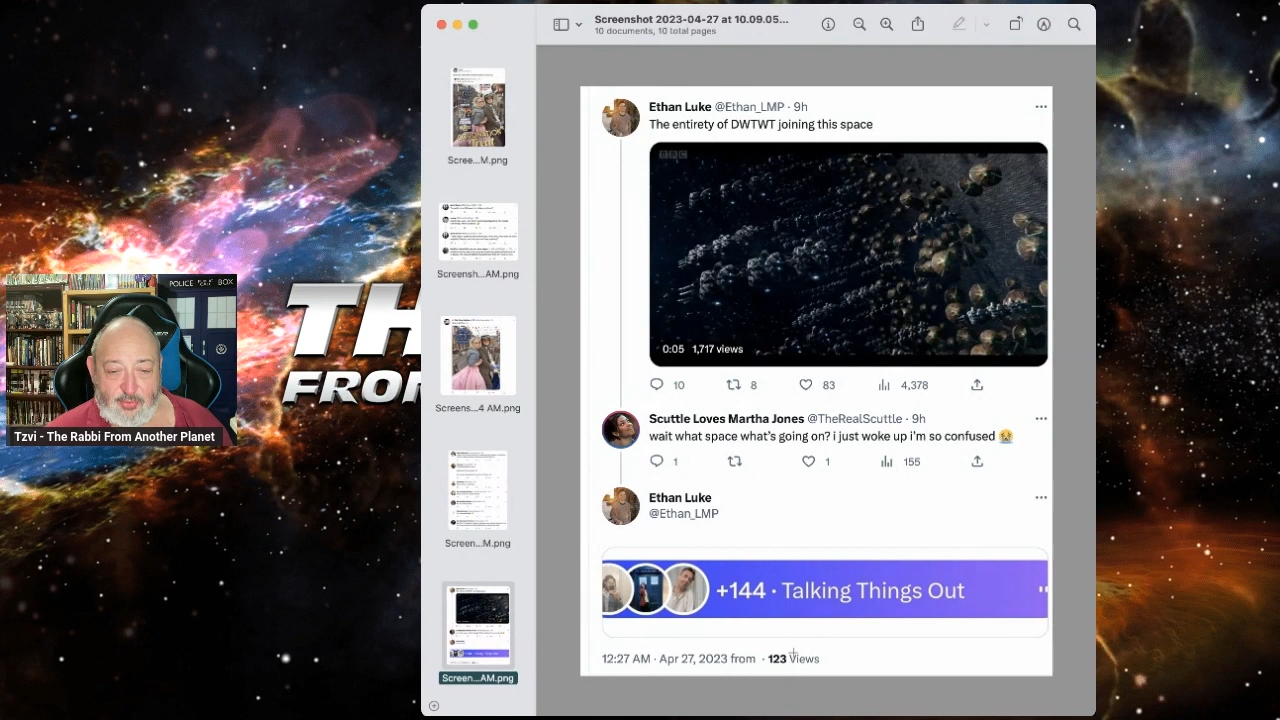 Screenshot 2023-04-27 at 10.09.05...
10 documents, 10 total pages
Scree...M.png
Screensh...AM.png
Screens...4 AM.png
Screen...M.png
Screen...AM.png
Ethan Luke @Ethan_LMP · 9h
The entirety of DWTWT joining this space
BBC
0:05 1,717 views
10 8 83 4,378
Scuttle Loves Martha Jones @TheRealScuttle · 9h
wait what space what's going on? i just woke up i'm so confused 😭
1 55
Ethan Luke
@Ethan_LMP
+144 · Talking Things Out
12:27 AM · Apr 27, 2023 from · 123 Views
POLICE BOX
TH
FRO
Tzvi - The Rabbi From Another Planet